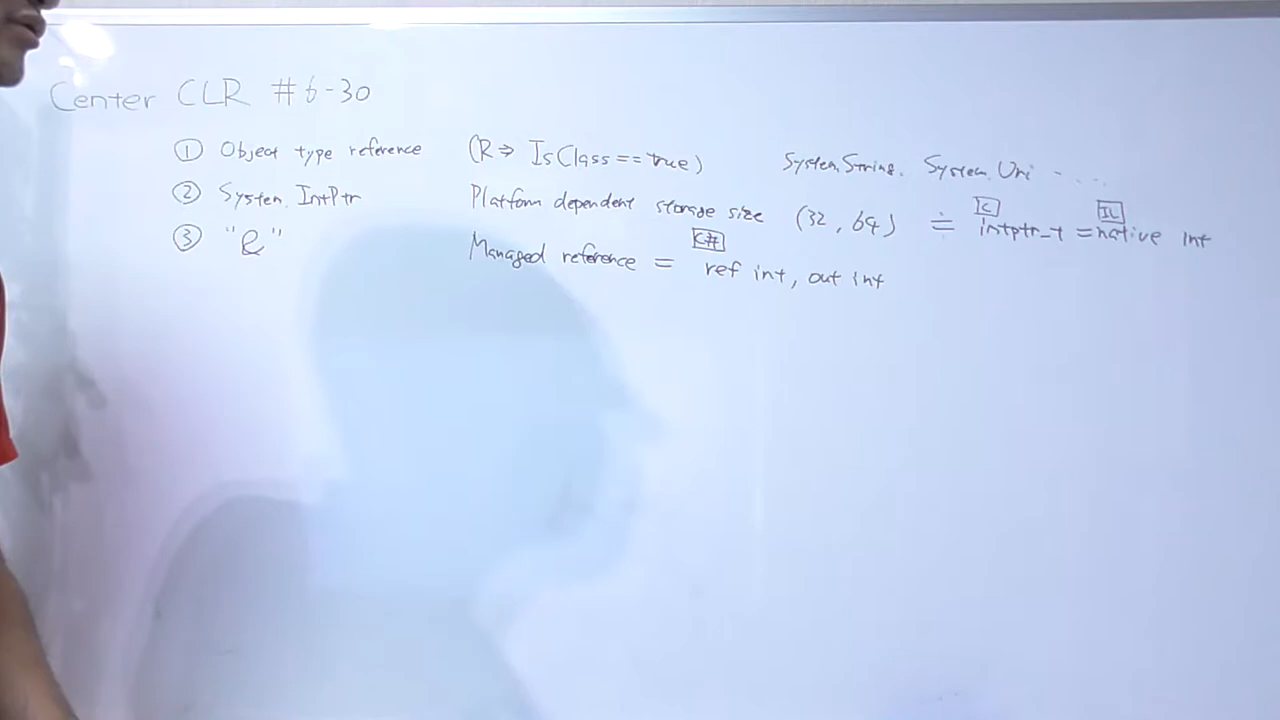 Center CLR #6-30
① Object type reference (R ⇒ IsClass == true) System.String, System.Uri - ....
② System.IntPtr Platform dependent storage size (32, 64) ≒ [C] intptr_t = [IL] native int
③ "&" Managed reference = [C#] ref int, out int